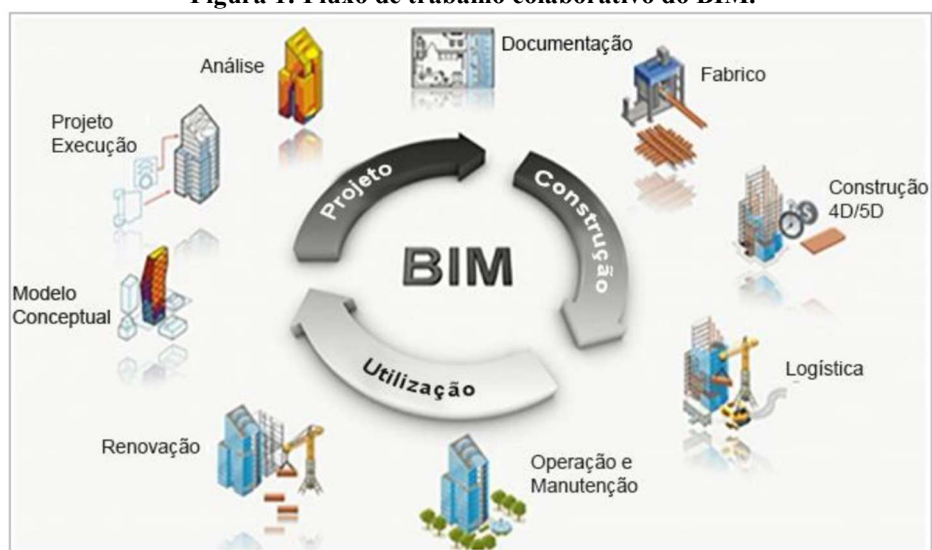 Figura 1: Fluxo de trabalho colaborativo do BIM.
Análise
Documentação
Fabrico
Projeto
Execução
Construção
4D/5D
Modelo
Conceptual
Logística
Renovação
Operação e
Manutenção
Projeto
Construção
Utilização
BIM